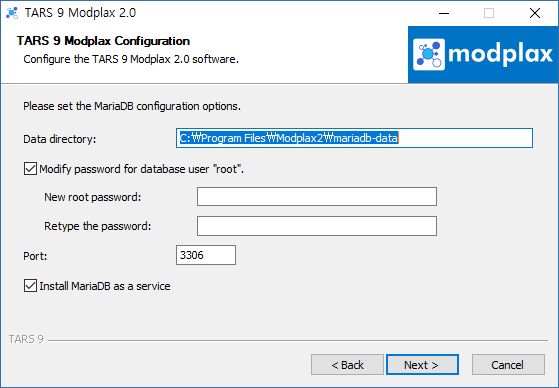 TARS 9 Modplax 2.0
TARS 9 Modplax Configuration
Configure the TARS 9 Modplax 2.0 software.
modplax
Please set the MariaDB configuration options.
Data directory: C:₩Program Files₩Modplax2₩mariadb-data
Modify password for database user "root".
New root password:
Retype the password:
Port: 3306
Install MariaDB as a service
TARS 9
< Back Next > Cancel